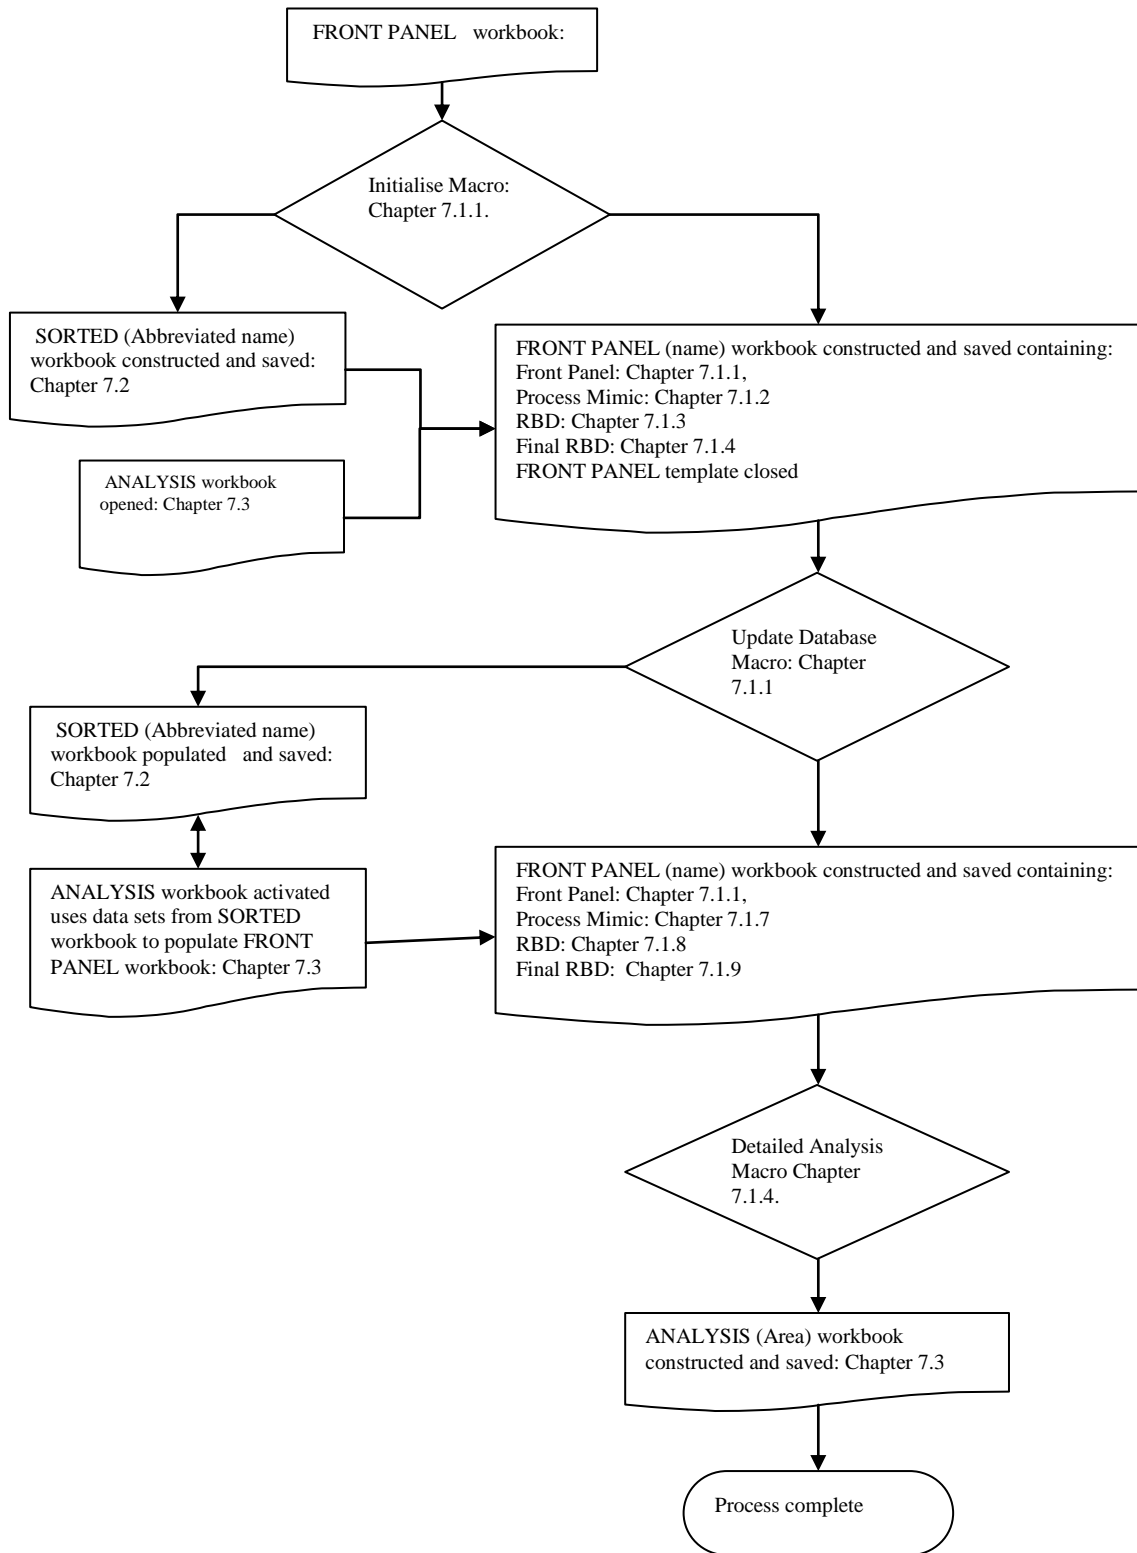 FRONT PANEL   workbook:
Initialise Macro:
Chapter 7.1.1.
SORTED (Abbreviated name)
workbook constructed and saved:
Chapter 7.2
FRONT PANEL (name) workbook constructed and saved containing:
Front Panel: Chapter 7.1.1,
Process Mimic: Chapter 7.1.2
RBD: Chapter 7.1.3
Final RBD: Chapter 7.1.4
FRONT PANEL template closed
ANALYSIS workbook
opened: Chapter 7.3
Update Database
Macro: Chapter
7.1.1
SORTED (Abbreviated name)
workbook populated   and saved:
Chapter 7.2
ANALYSIS workbook activated
uses data sets from SORTED
workbook to populate FRONT
PANEL workbook: Chapter 7.3
FRONT PANEL (name) workbook constructed and saved containing:
Front Panel: Chapter 7.1.1,
Process Mimic: Chapter 7.1.7
RBD: Chapter 7.1.8
Final RBD:  Chapter 7.1.9
Detailed Analysis
Macro Chapter
7.1.4.
ANALYSIS (Area) workbook
constructed and saved: Chapter 7.3
Process complete